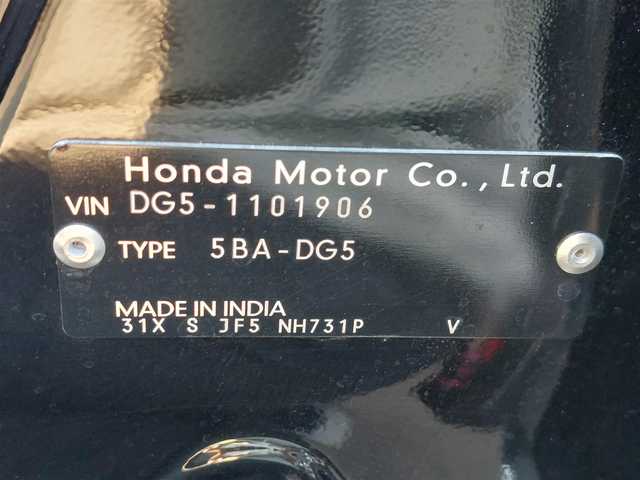 Honda Motor Co., Ltd.
VIN DG5-1101906
TYPE 5BA-DG5
MADE IN INDIA
31X S JF5 NH731P V